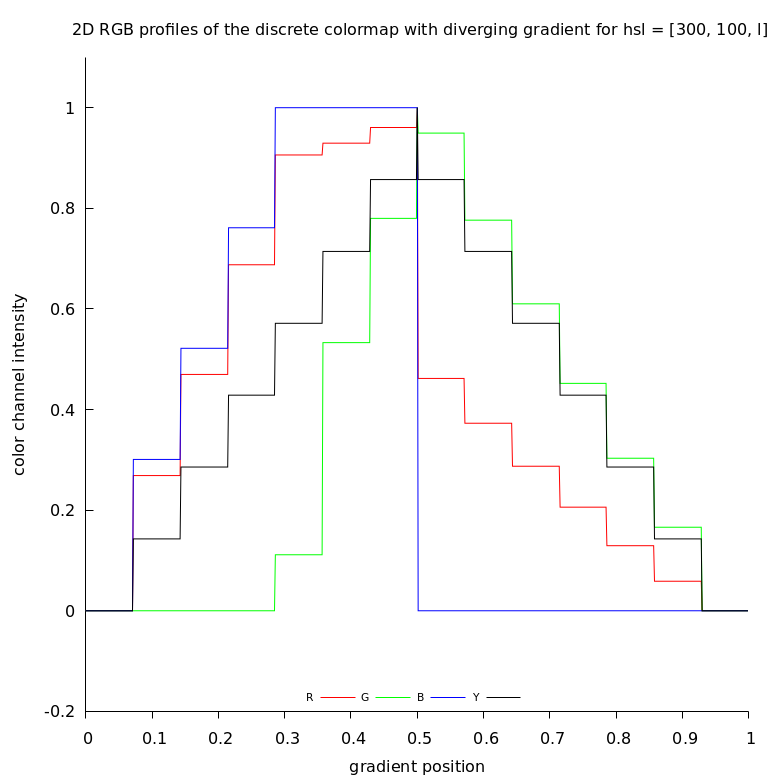 2D RGB profiles of the discrete colormap with diverging gradient for hsl = [300, 100, l]
1
0.8
0.6
0.4
0.2
0
-0.2
color channel intensity
R G B Y
0 0.1 0.2 0.3 0.4 0.5 0.6 0.7 0.8 0.9 1
gradient position